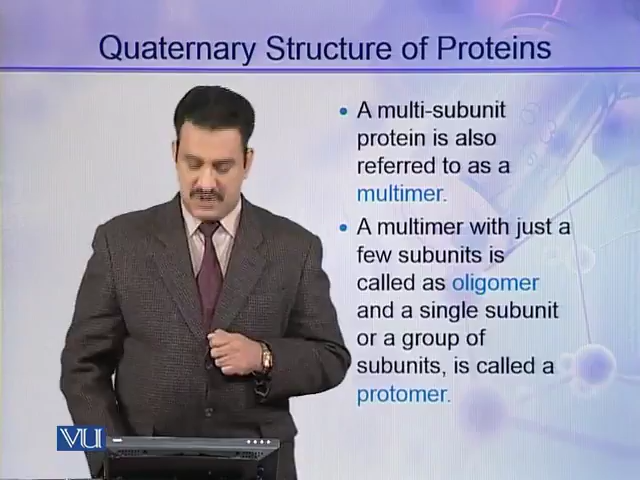 Quaternary Structure of Proteins
• A multi-subunit
protein is also
referred to as a
multimer.
• A multimer with just a
few subunits is
called as oligomer
and a single subunit
or a group of
subunits, is called a
protomer.
VU